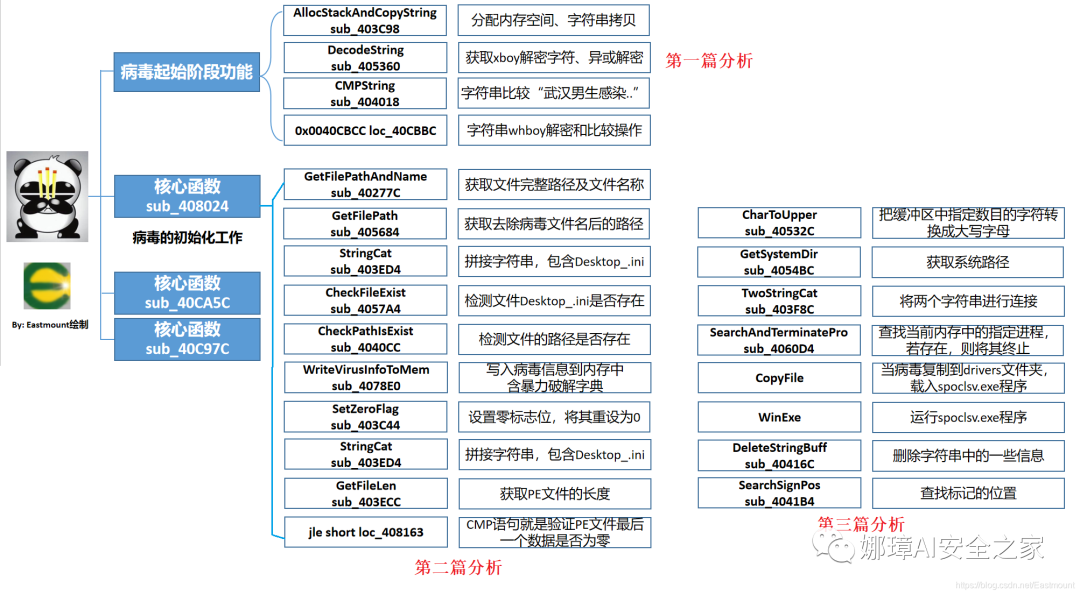 病毒起始阶段功能
AllocStackAndCopyString
sub_403C98
分配内存空间、字符串拷贝
DecodeString
sub_405360
获取xboy解密字符、异或解密
CMPString
sub_404018
字符串比较“武汉男生感染..”
0x0040CBCC loc_40CBBC
字符串whboy解密和比较操作
第一篇分析
核心函数
sub_408024
病毒的初始化工作
核心函数
sub_40CA5C
核心函数
sub_40C97C
By: Eastmount绘制
GetFilePathAndName
sub_40277C
获取文件完整路径及文件名称
GetFilePath
sub_405684
获取去除病毒文件名后的路径
StringCat
sub_403ED4
拼接字符串，包含Desktop_.ini
CheckFileExist
sub_4057A4
检测文件Desktop_.ini是否存在
CheckPathIsExist
sub_4040CC
检测文件的路径是否存在
WriteVirusInfoToMem
sub_4078E0
写入病毒信息到内存中
含暴力破解字典
SetZeroFlag
sub_403C44
设置零标志位，将其重设为0
StringCat
sub_403ED4
拼接字符串，包含Desktop_.ini
GetFileLen
sub_403ECC
获取PE文件的长度
jle short loc_408163
CMP语句就是验证PE文件最后
一个数据是否为零
第二篇分析
CharToUpper
sub_40532C
把缓冲区中指定数目的字符转
换成大写字母
GetSystemDir
sub_4054BC
获取系统路径
TwoStringCat
sub_403F8C
将两个字符串进行连接
SearchAndTerminatePro
sub_4060D4
查找当前内存中的指定进程，
若存在，则将其终止
CopyFile
当病毒复制到drivers文件夹，
载入spoclsv.exe程序
WinExe
运行spoclsv.exe程序
DeleteStringBuff
sub_40416C
删除字符串中的一些信息
SearchSignPos
sub_4041B4
查找标记的位置
第三篇分析
娜璋AI安全之家
https://blog.csdn.net/Eastmount